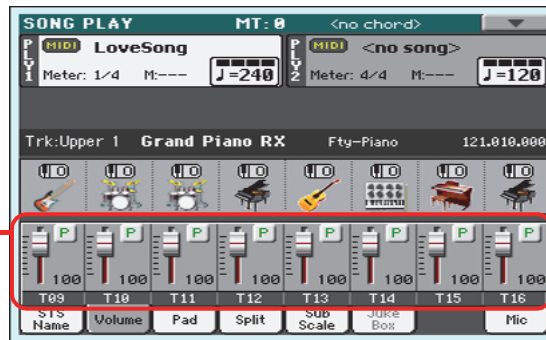 SONG PLAY MT: 0 <no chord>
PLY1 MIDI LoveSong
Meter: 1/4 M:--- ♩=240
PLY2 MIDI <no song>
Meter: 4/4 M:--- ♩=120
Trk:Upper 1 Grand Piano RX Fty-Piano 121.010.000
P P P P P P P P
100 100 100 100 100 100 100 100
T09 T10 T11 T12 T13 T14 T15 T16
STS Name Volume Pad Split Sub Scale Juke Box Mic